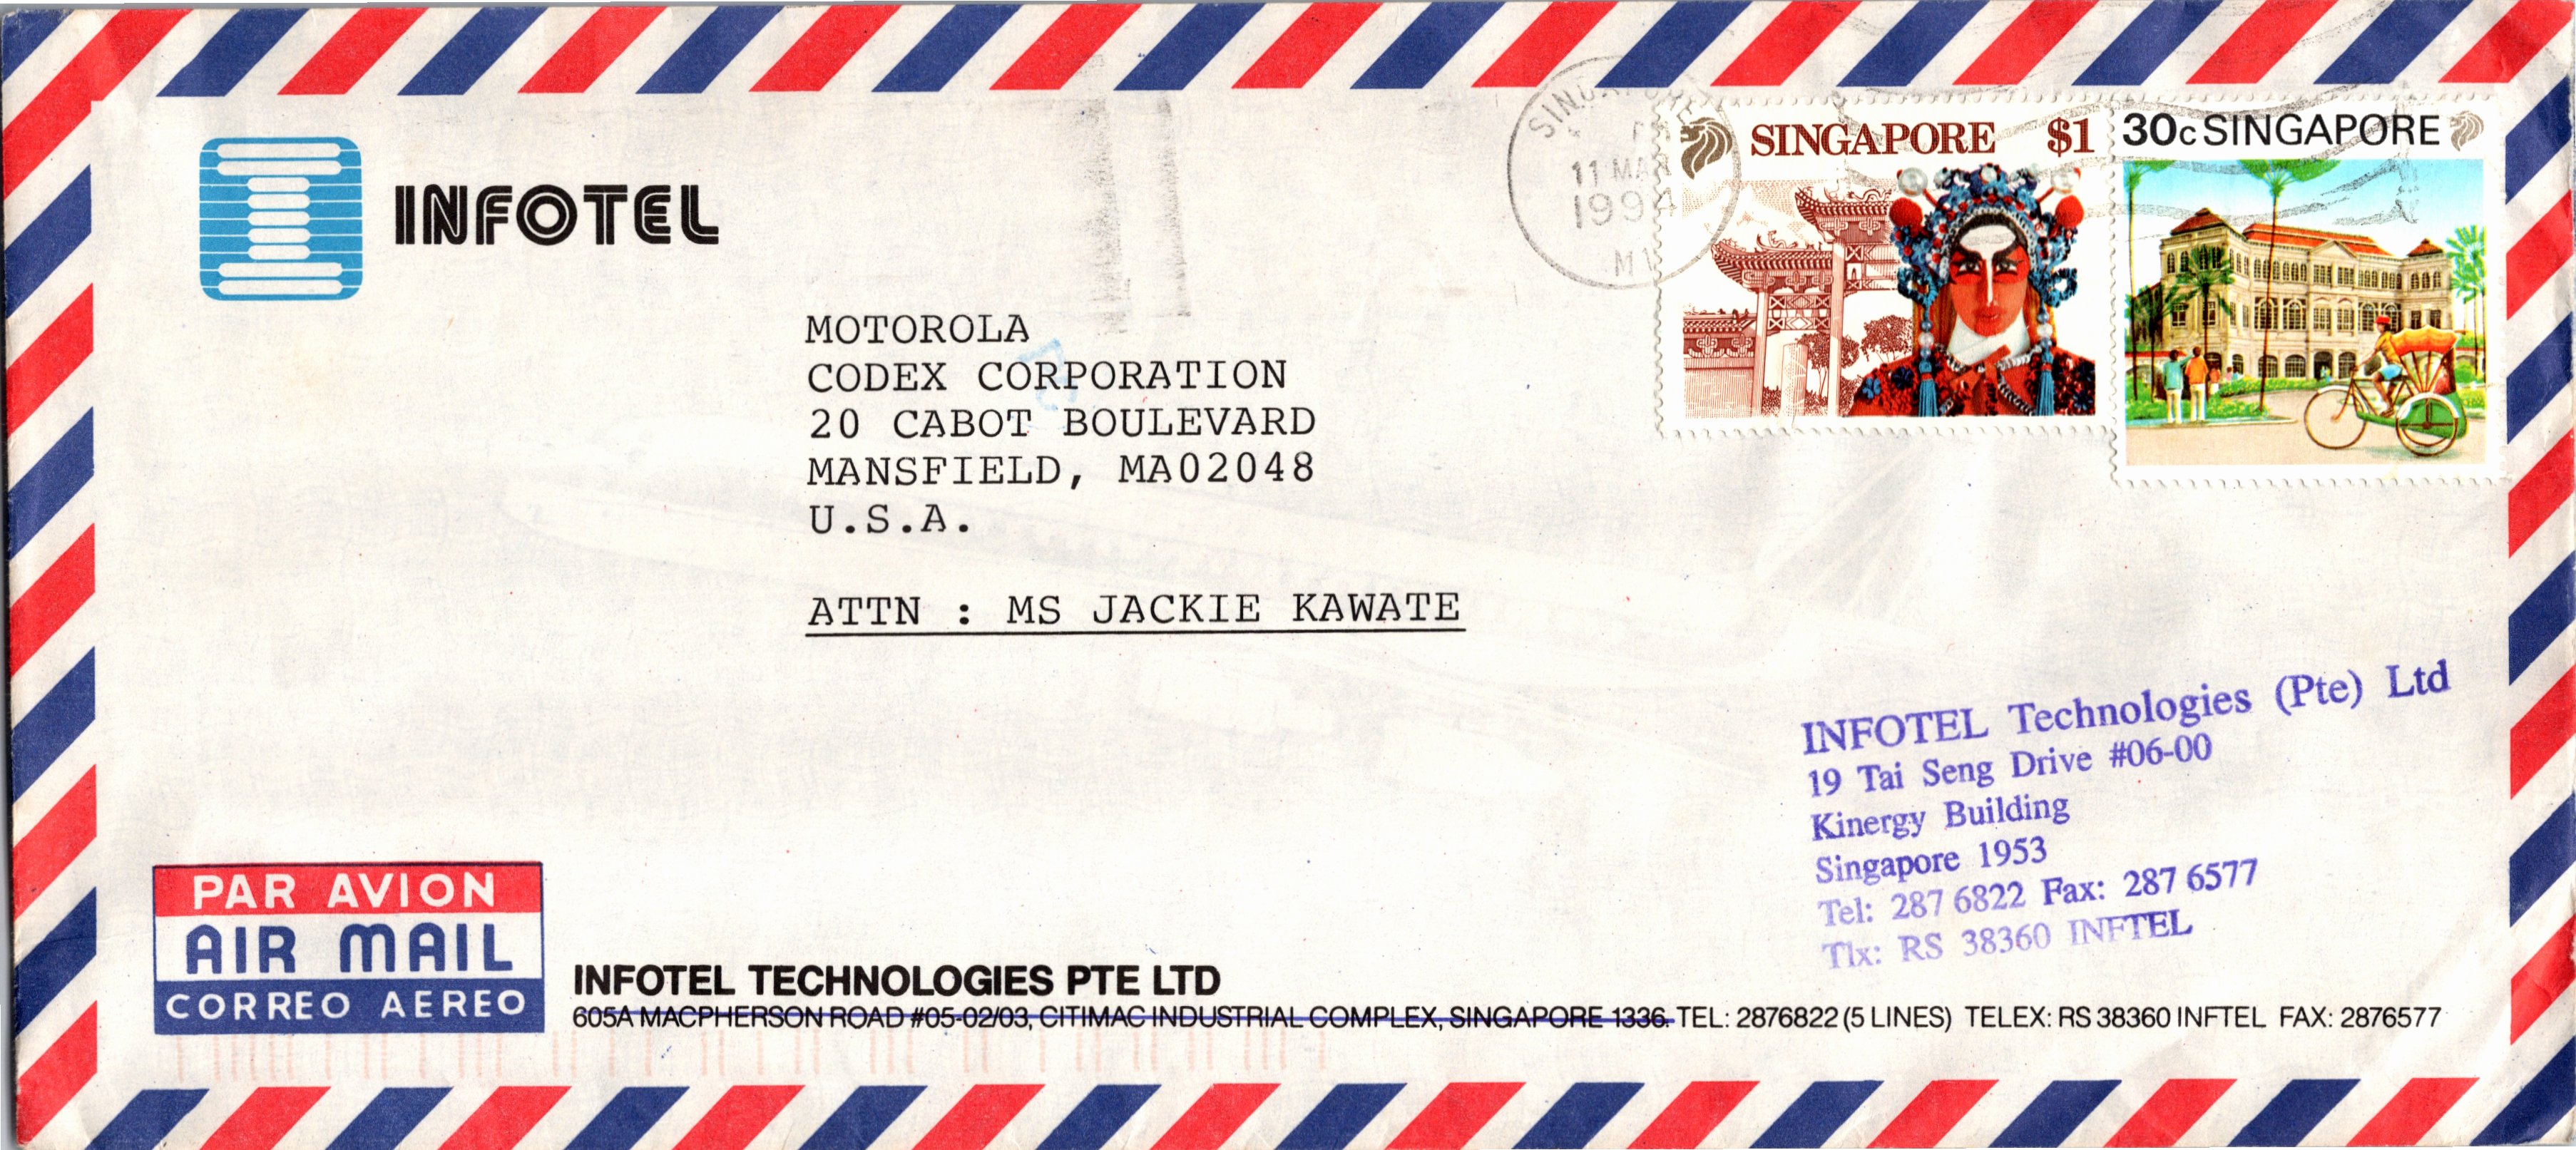 INFOTEL
SINGAPORE
11 MAR
1994
SINGAPORE $1
30c SINGAPORE
MOTOROLA
CODEX CORPORATION
20 CABOT BOULEVARD
MANSFIELD, MA02048
U.S.A.
ATTN : MS JACKIE KAWATE
INFOTEL Technologies (Pte) Ltd
19 Tai Seng Drive #06-00
Kinergy Building
Singapore 1953
Tel: 287 6822 Fax: 287 6577
Tlx: RS 38360 INFTEL
PAR AVION
AIR MAIL
CORREO AEREO
INFOTEL TECHNOLOGIES PTE LTD
605A MACPHERSON ROAD #05-02/03, CITIMAC INDUSTRIAL COMPLEX, SINGAPORE 1336. TEL: 2876822 (5 LINES) TELEX: RS 38360 INFTEL FAX: 2876577